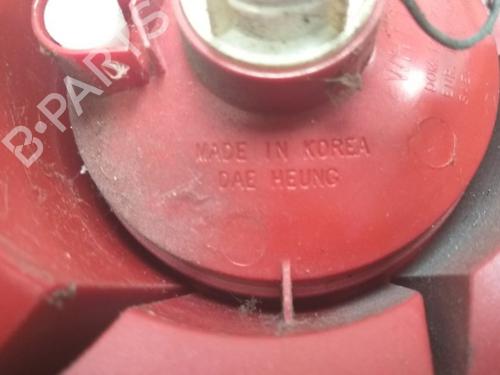 B-PARTS
MADE IN KOREA
DAE HEUNG